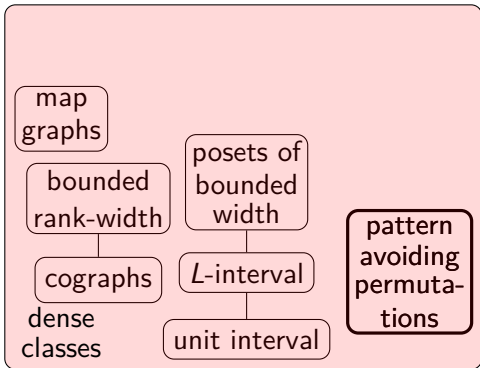 map
graphs
bounded
rank-width
cographs
dense
classes
posets of
bounded
width
L-interval
unit interval
pattern
avoiding
permuta-
tions